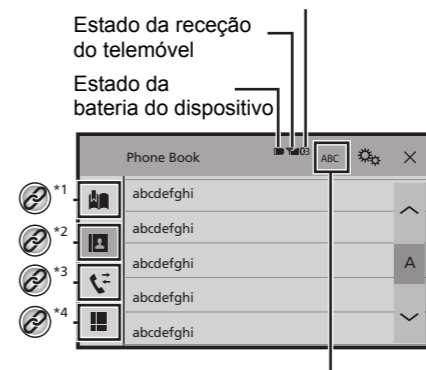 Estado da receção
do telemóvel
Estado da
bateria do dispositivo
Phone Book
03
ABC
*1
abcdefghi
*2
abcdefghi
*3
abcdefghi
A
abcdefghi
*4
abcdefghi